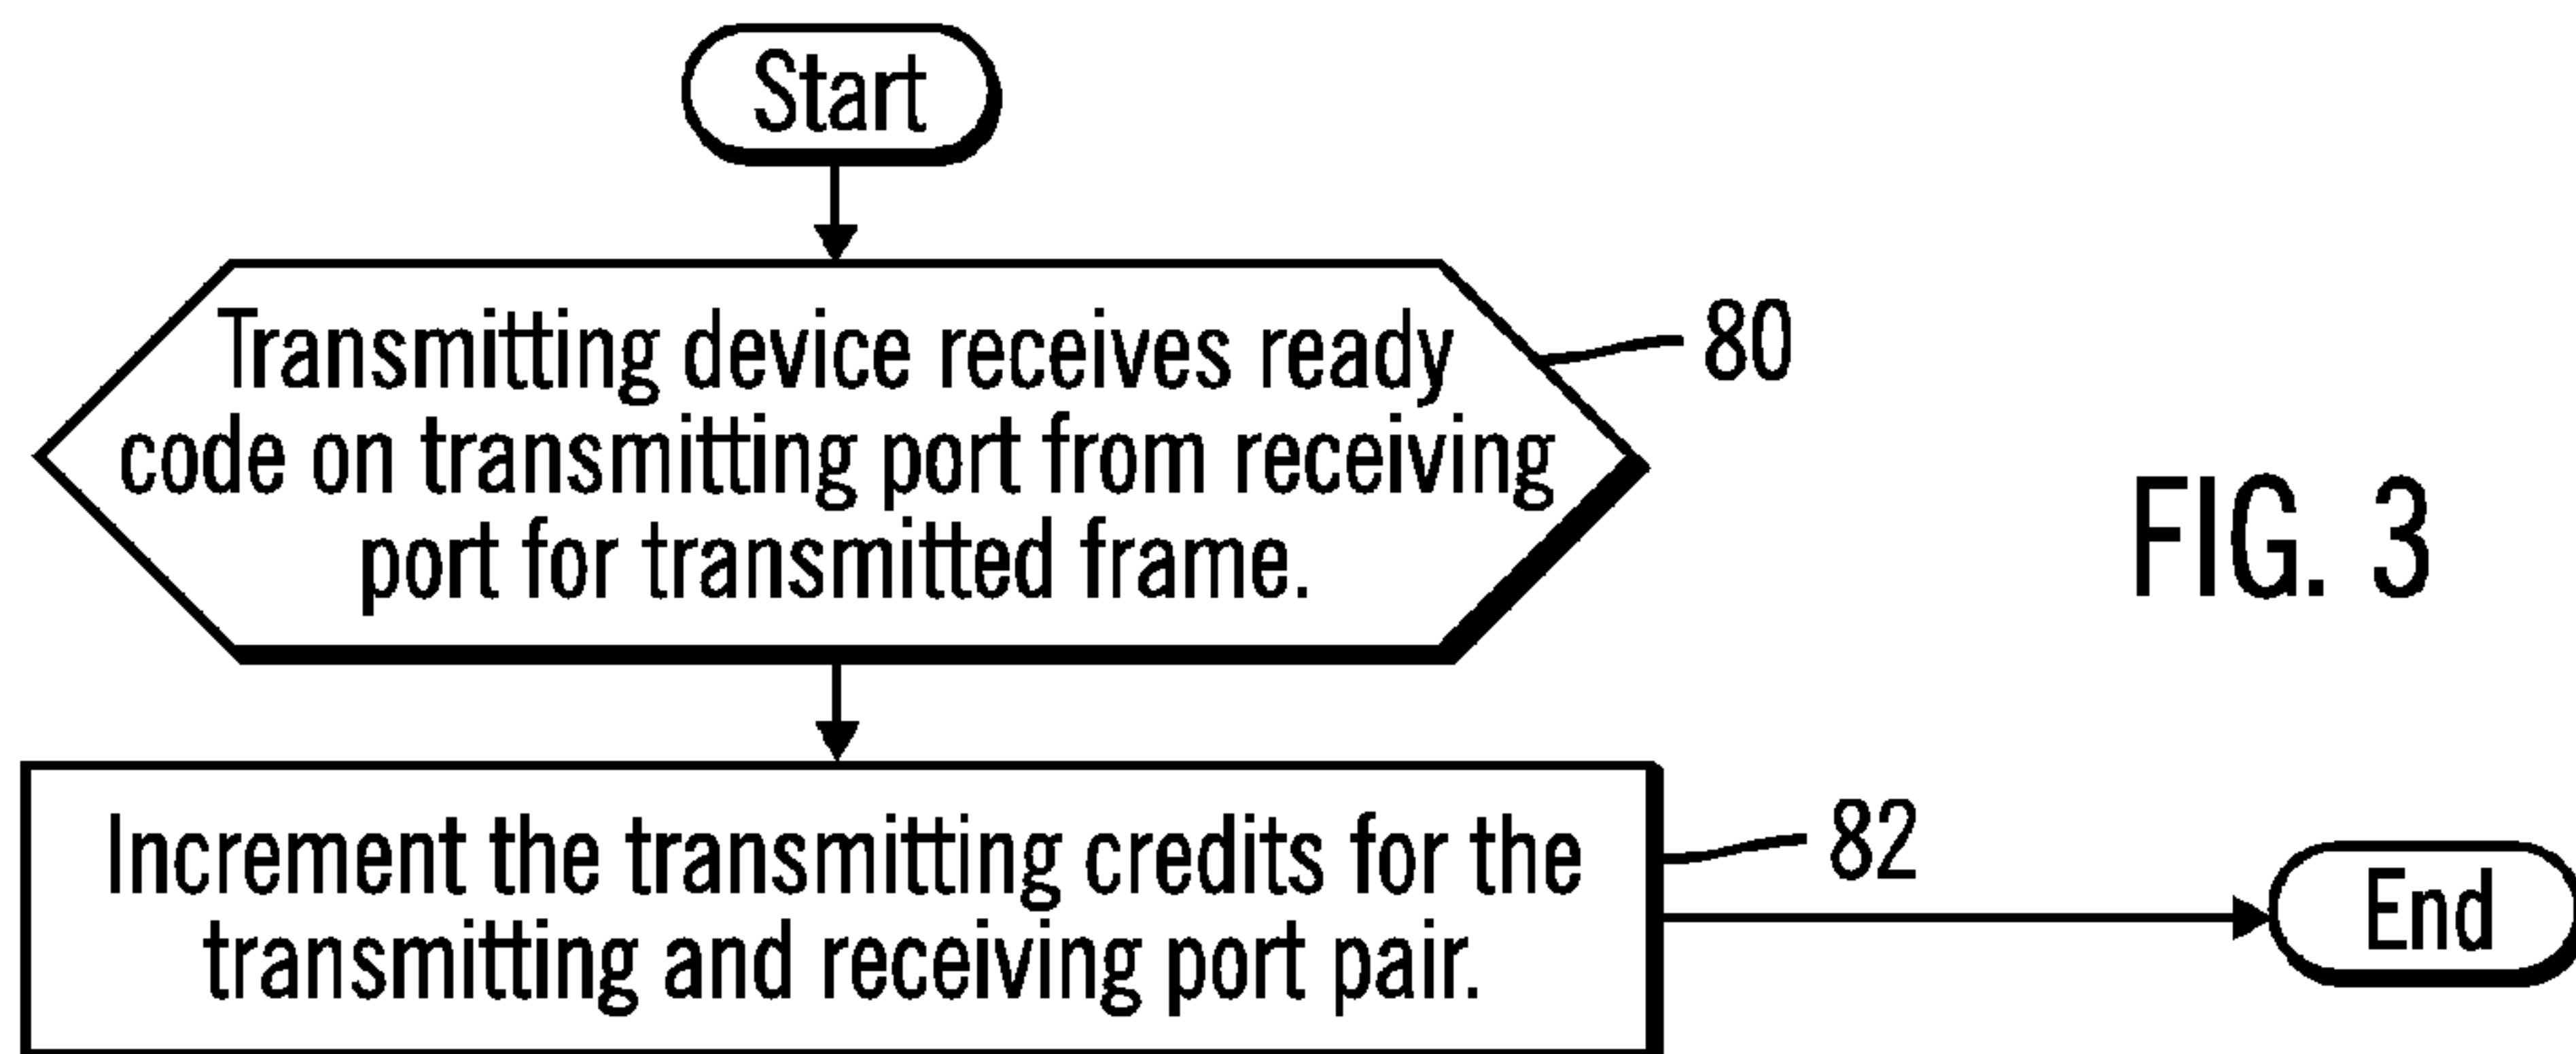 Start
Transmitting device receives ready
code on transmitting port from receiving
port for transmitted frame.
80
FIG. 3
Increment the transmitting credits for the
transmitting and receiving port pair.
82
End